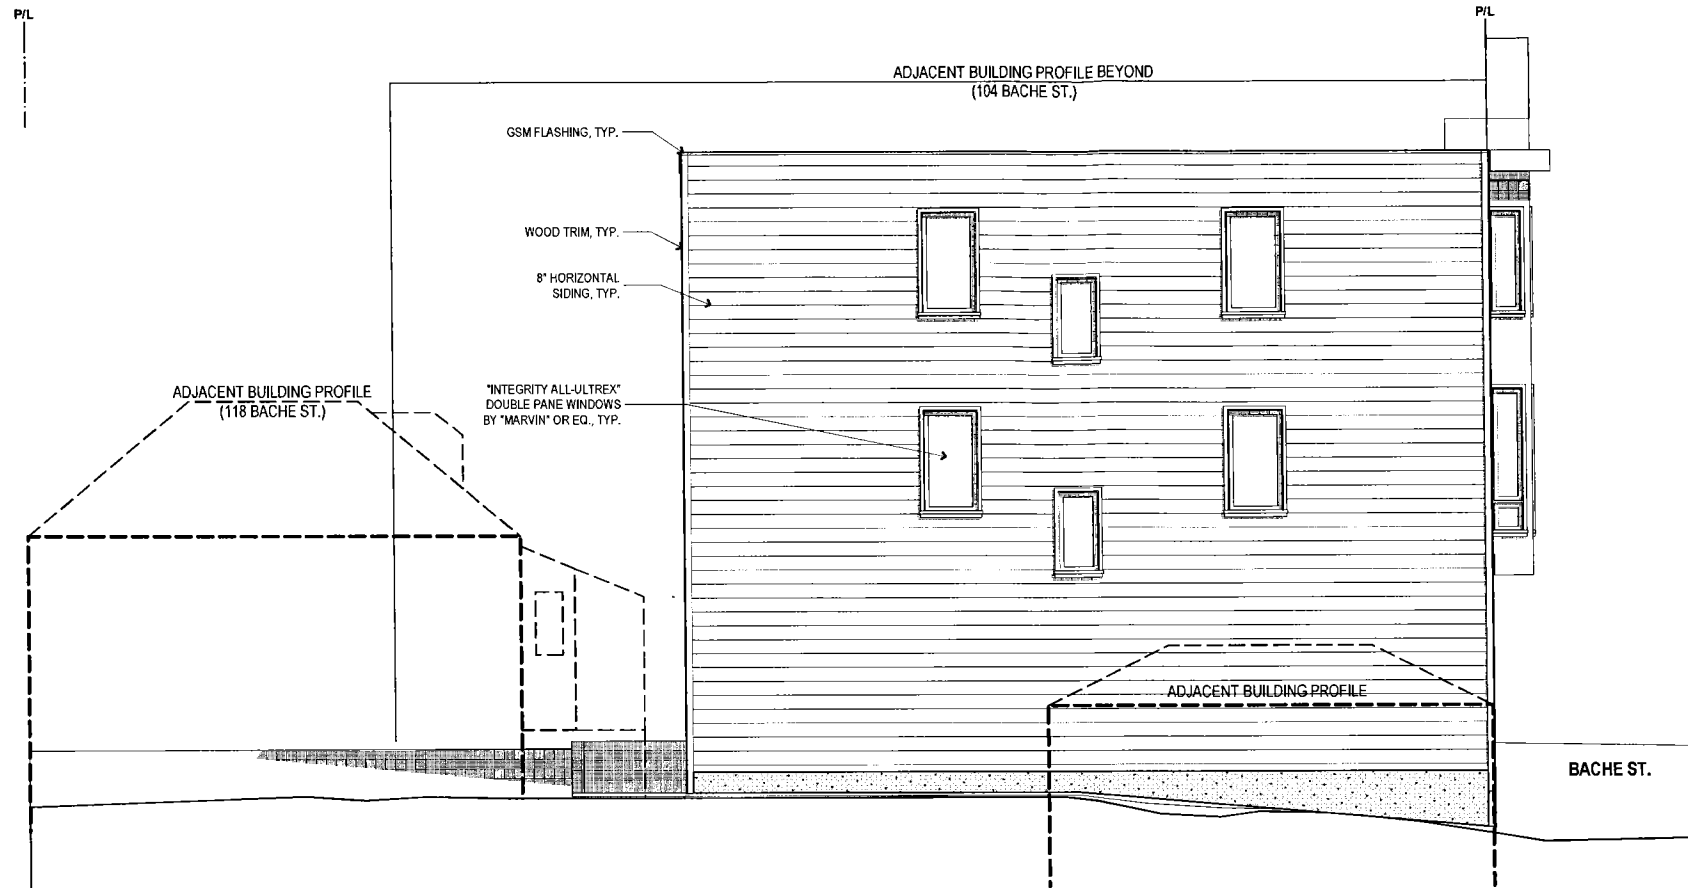 P/L
P/L
ADJACENT BUILDING PROFILE BEYOND
(104 BACHE ST.)
GSM FLASHING, TYP.
WOOD TRIM, TYP.
8" HORIZONTAL
SIDING, TYP.
"INTEGRITY ALL-ULTREX"
DOUBLE PANE WINDOWS
BY "MARVIN" OR EQ., TYP.
ADJACENT BUILDING PROFILE
(118 BACHE ST.)
ADJACENT BUILDING PROFILE
BACHE ST.